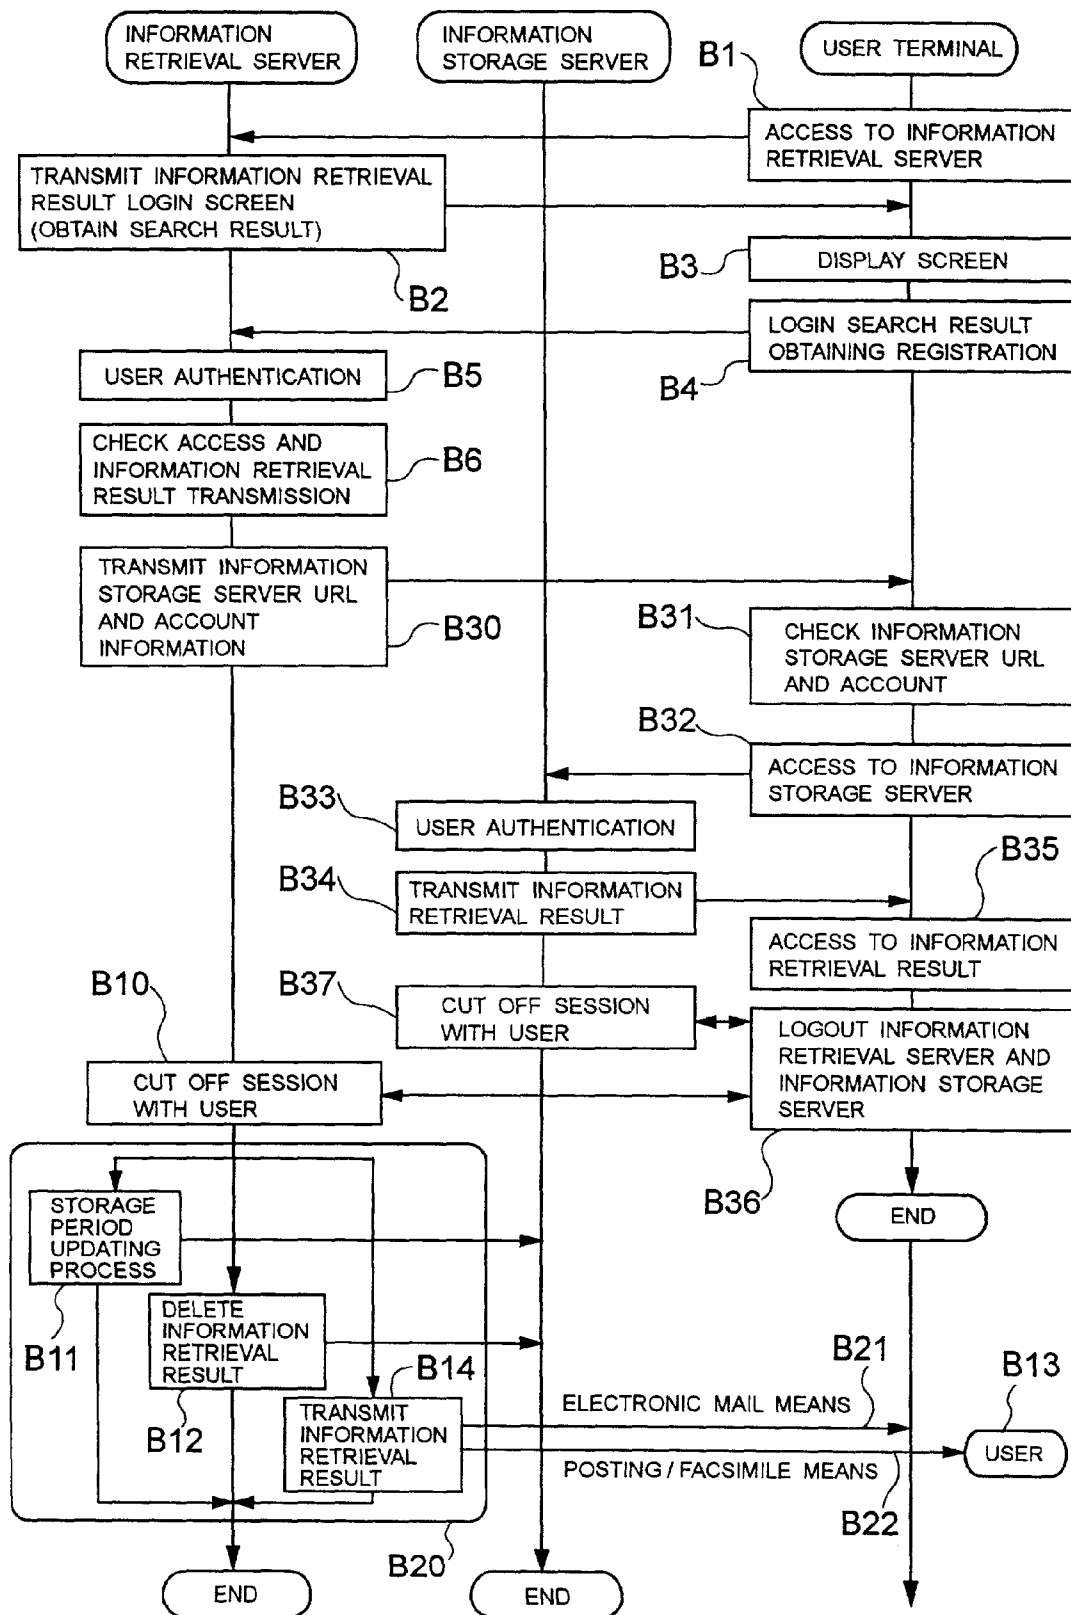 INFORMATION
RETRIEVAL SERVER
INFORMATION
STORAGE SERVER
USER TERMINAL
B1
ACCESS TO INFORMATION
RETRIEVAL SERVER
TRANSMIT INFORMATION RETRIEVAL
RESULT LOGIN SCREEN
(OBTAIN SEARCH RESULT)
B2
B3
DISPLAY SCREEN
LOGIN SEARCH RESULT
OBTAINING REGISTRATION
B4
USER AUTHENTICATION
B5
CHECK ACCESS AND
INFORMATION RETRIEVAL
RESULT TRANSMISSION
B6
TRANSMIT INFORMATION
STORAGE SERVER URL
AND ACCOUNT
INFORMATION
B30
B31
CHECK INFORMATION
STORAGE SERVER URL
AND ACCOUNT
B32
ACCESS TO INFORMATION
STORAGE SERVER
B33
USER AUTHENTICATION
B34
TRANSMIT INFORMATION
RETRIEVAL RESULT
B35
ACCESS TO INFORMATION
RETRIEVAL RESULT
B37
CUT OFF SESSION
WITH USER
LOGOUT INFORMATION
RETRIEVAL SERVER AND
INFORMATION STORAGE
SERVER
B36
B10
CUT OFF SESSION
WITH USER
END
STORAGE
PERIOD
UPDATING
PROCESS
B11
DELETE
INFORMATION
RETRIEVAL
RESULT
B12
B14
TRANSMIT
INFORMATION
RETRIEVAL
RESULT
ELECTRONIC MAIL MEANS
B21
B13
USER
POSTING / FACSIMILE MEANS
B22
B20
END
END